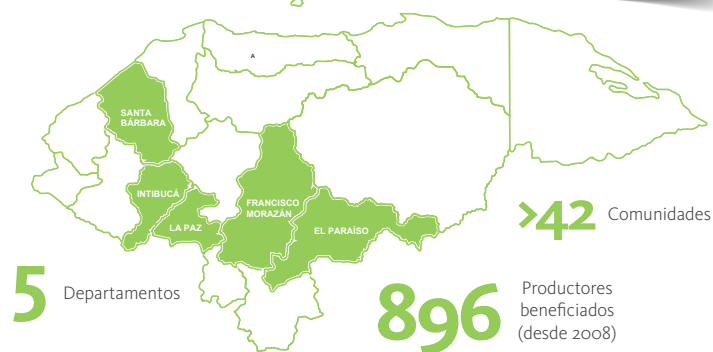 A
SANTA
BÁRBARA
INTIBUCÁ
LA PAZ
FRANCISCO
MORAZÁN
EL PARAÍSO
>42 Comunidades
5 Departamentos
896 Productores
beneficiados
(desde 2008)